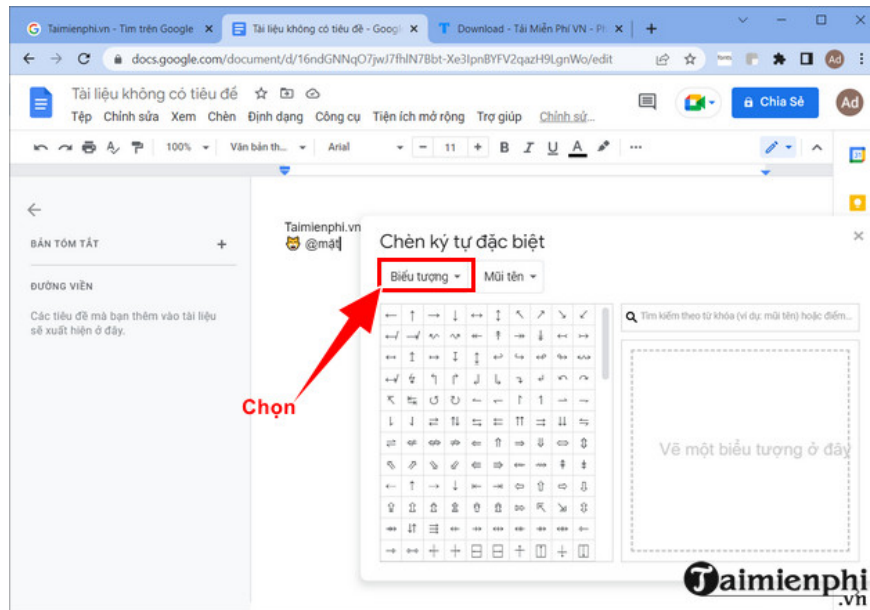 Taimienphi.vn - Tìm trên Google
Tài liệu không có tiêu đề - Googl
Download - Tải Miễn Phí VN - Ph
docs.google.com/document/d/16ndGNNqO7jwJ7fhlN7Bbt-Xe3IpnBYFV2qazH9LgnWo/edit
Ad
Tài liệu không có tiêu đề
Chia Sẻ
Ad
Tệp Chỉnh sửa Xem Chèn Định dạng Công cụ Tiện ích mở rộng Trợ giúp Chỉnh sử...
100% Văn bản th... Arial - 11 + B I U A ...
31
BẢN TÓM TẮT +
ĐƯỜNG VIỀN
Các tiêu đề mà bạn thêm vào tài liệu
sẽ xuất hiện ở đây.
Taimienphi.vn
@mặt
Chèn ký tự đặc biệt
Biểu tượng Mũi tên
Tìm kiếm theo từ khóa (ví dụ: mũi tên) hoặc điểm...
Chọn
Vẽ một biểu tượng ở đây
Taimienphi
.vn